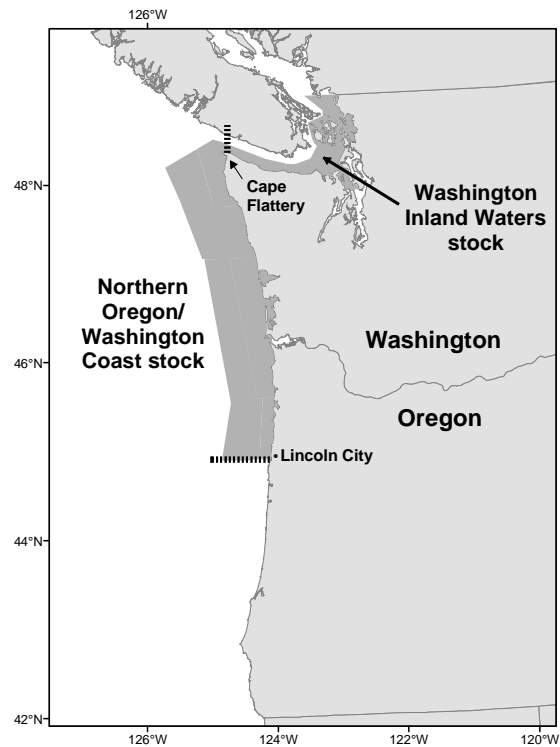 126°W
48°N
Cape
Flattery
Washington
Inland Waters
stock
Northern
Oregon/
Washington
Coast stock
Washington
46°N
Oregon
Lincoln City
44°N
42°N
126°W
124°W
122°W
120°W